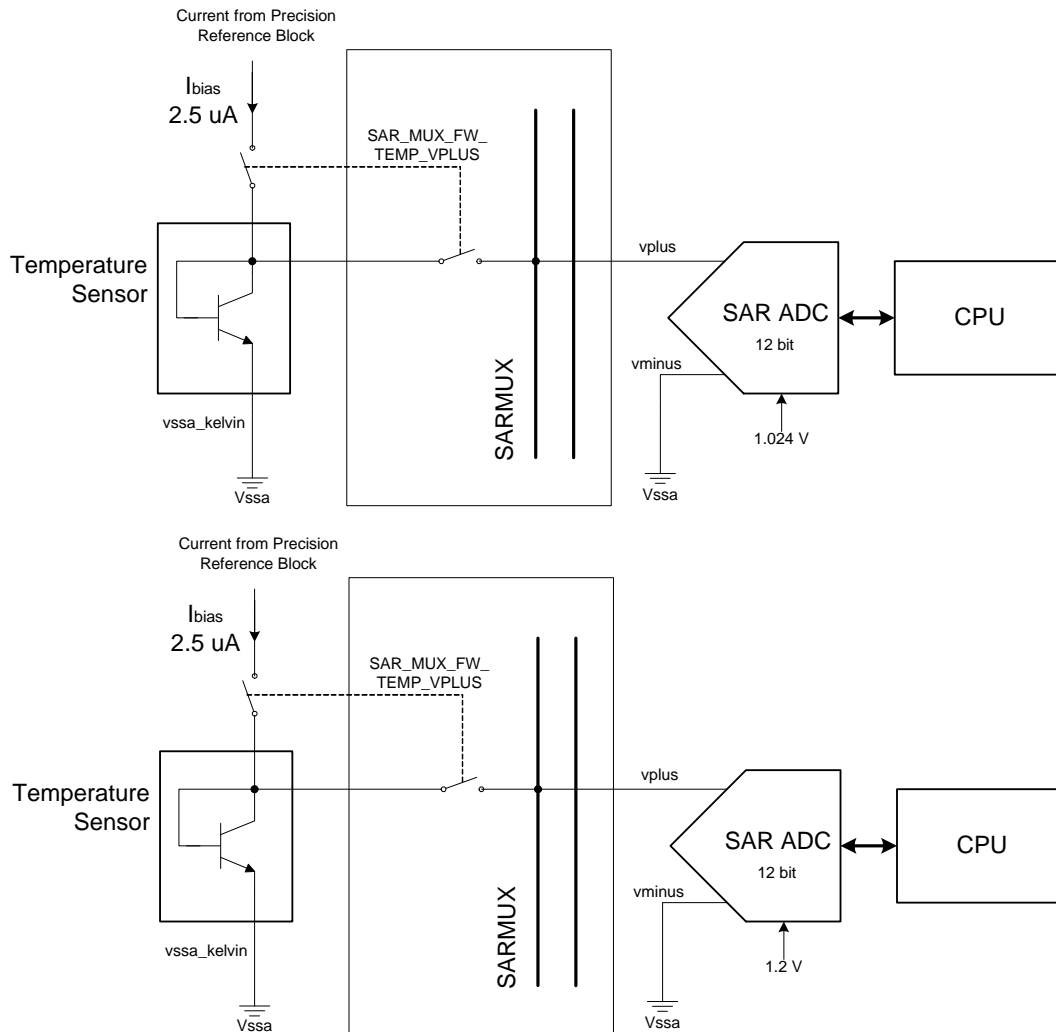 Current from Precision
Reference Block
Ibias
2.5 uA
SAR_MUX_FW_
TEMP_VPLUS
Temperature
Sensor
vplus
SAR ADC
12 bit
CPU
vminus
SARMUX
vssa_kelvin
1.024 V
Vssa
Vssa
Current from Precision
Reference Block
Ibias
2.5 uA
SAR_MUX_FW_
TEMP_VPLUS
Temperature
Sensor
vplus
SAR ADC
12 bit
CPU
vminus
SARMUX
vssa_kelvin
1.2 V
Vssa
Vssa